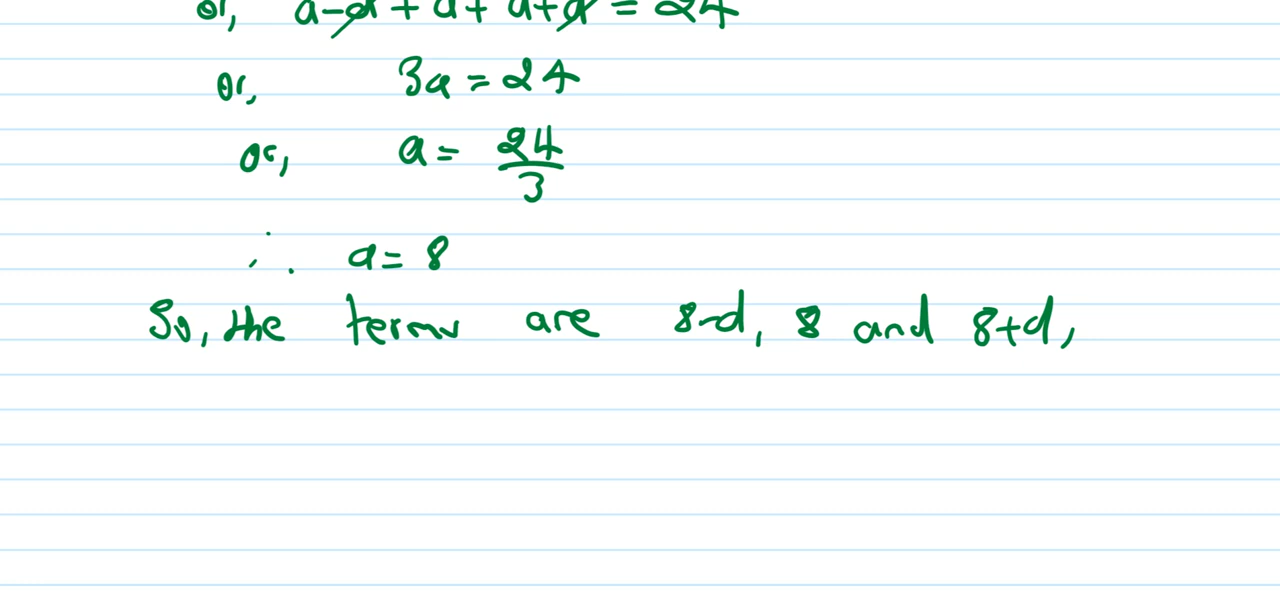 or, a-d + a + a+d = 24
or, 3a = 24
or, a = 24/3
∴ a = 8
So, the terms are 8-d, 8 and 8+d,